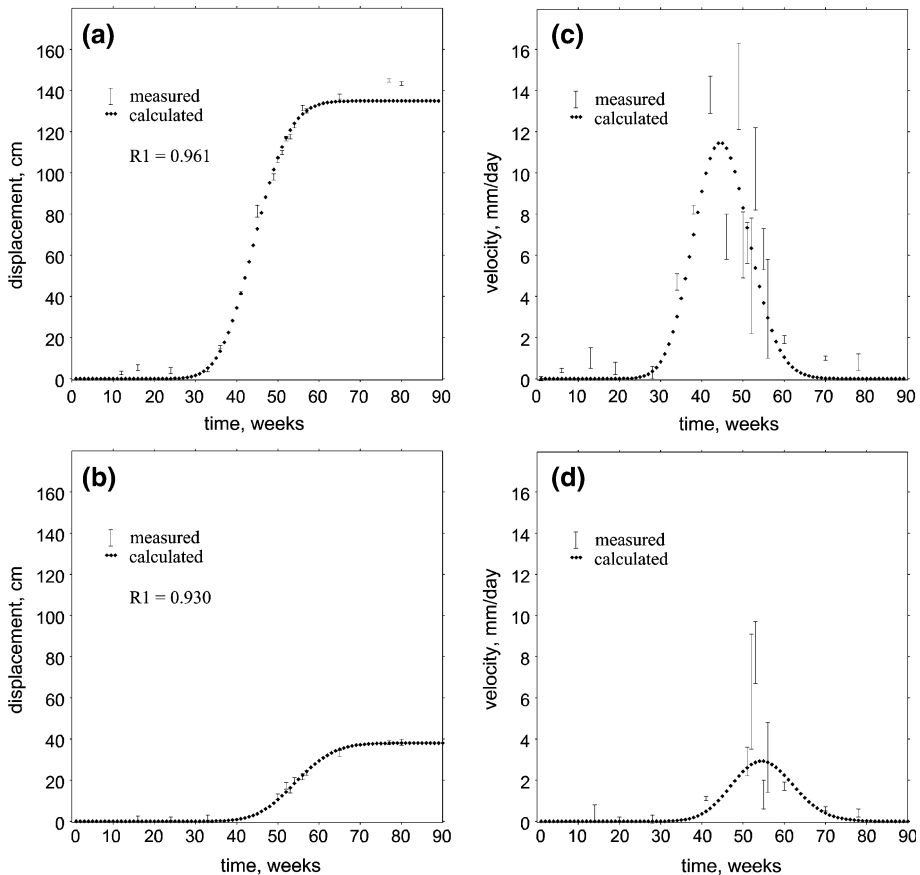 (a)
160
140
120
100
80
60
40
20
0
displacement, cm
measured
calculated
R1 = 0.961
0 10 20 30 40 50 60 70 80 90
time, weeks
(c)
16
14
12
10
8
6
4
2
0
velocity, mm/day
measured
calculated
0 10 20 30 40 50 60 70 80 90
time, weeks
(b)
160
140
120
100
80
60
40
20
0
displacement, cm
measured
calculated
R1 = 0.930
0 10 20 30 40 50 60 70 80 90
time, weeks
(d)
16
14
12
10
8
6
4
2
0
velocity, mm/day
measured
calculated
0 10 20 30 40 50 60 70 80 90
time, weeks